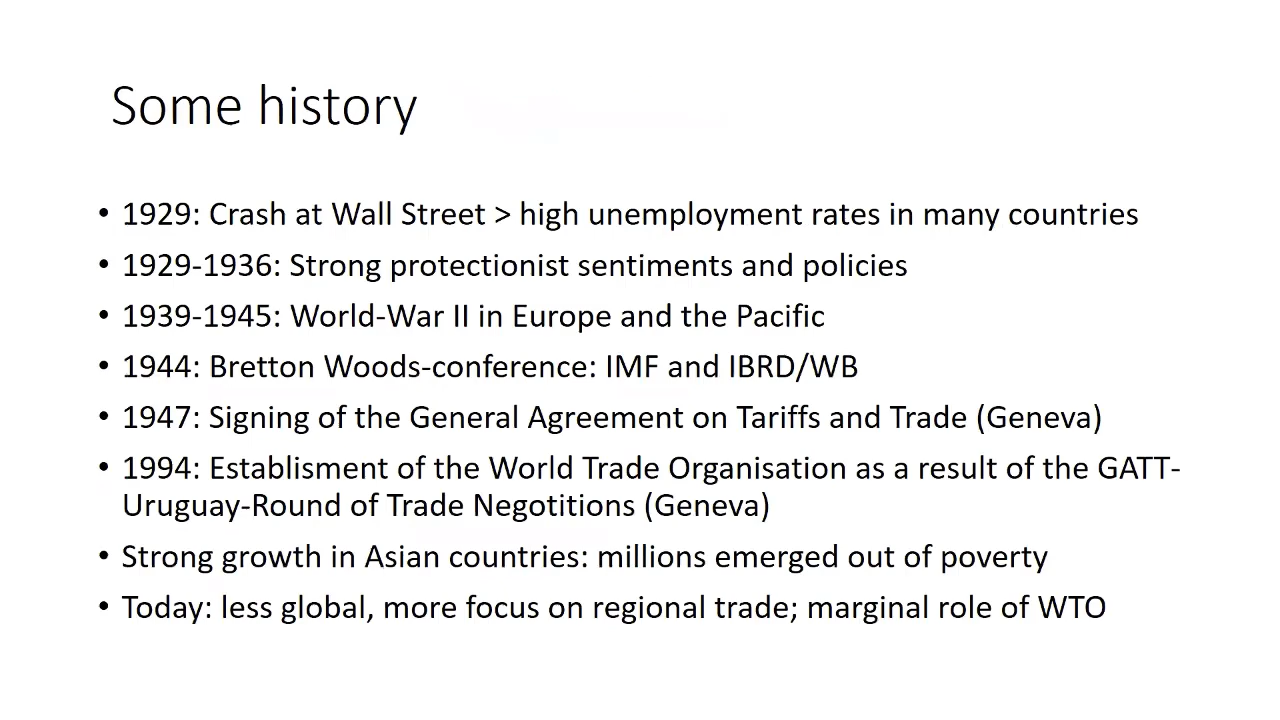 Some history
• 1929: Crash at Wall Street > high unemployment rates in many countries
• 1929-1936: Strong protectionist sentiments and policies
• 1939-1945: World-War II in Europe and the Pacific
• 1944: Bretton Woods-conference: IMF and IBRD/WB
• 1947: Signing of the General Agreement on Tariffs and Trade (Geneva)
• 1994: Establisment of the World Trade Organisation as a result of the GATT-
Uruguay-Round of Trade Negotitions (Geneva)
• Strong growth in Asian countries: millions emerged out of poverty
• Today: less global, more focus on regional trade; marginal role of WTO